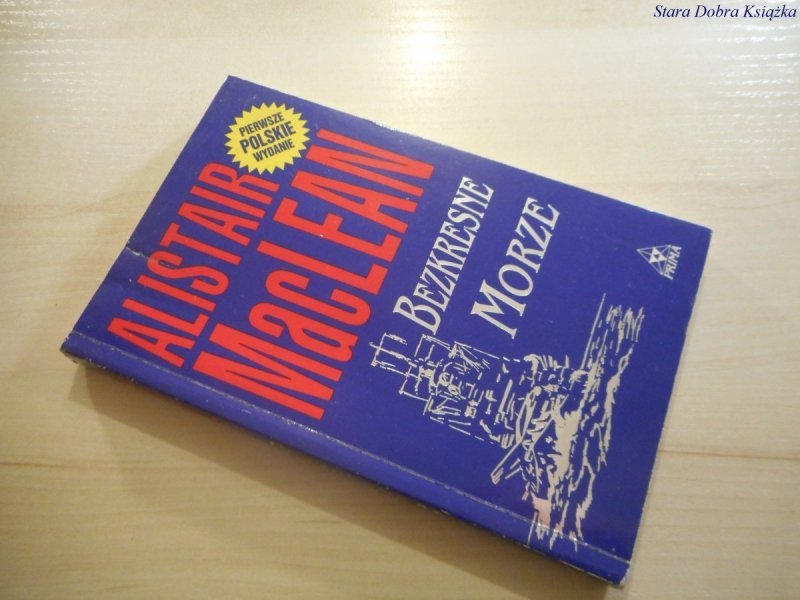 Stara Dobra Książka
PIERWSZE
POLSKIE
WYDANIE
ALISTAIR
MacLEAN
BEZKRESNE
MORZE
PRIMA